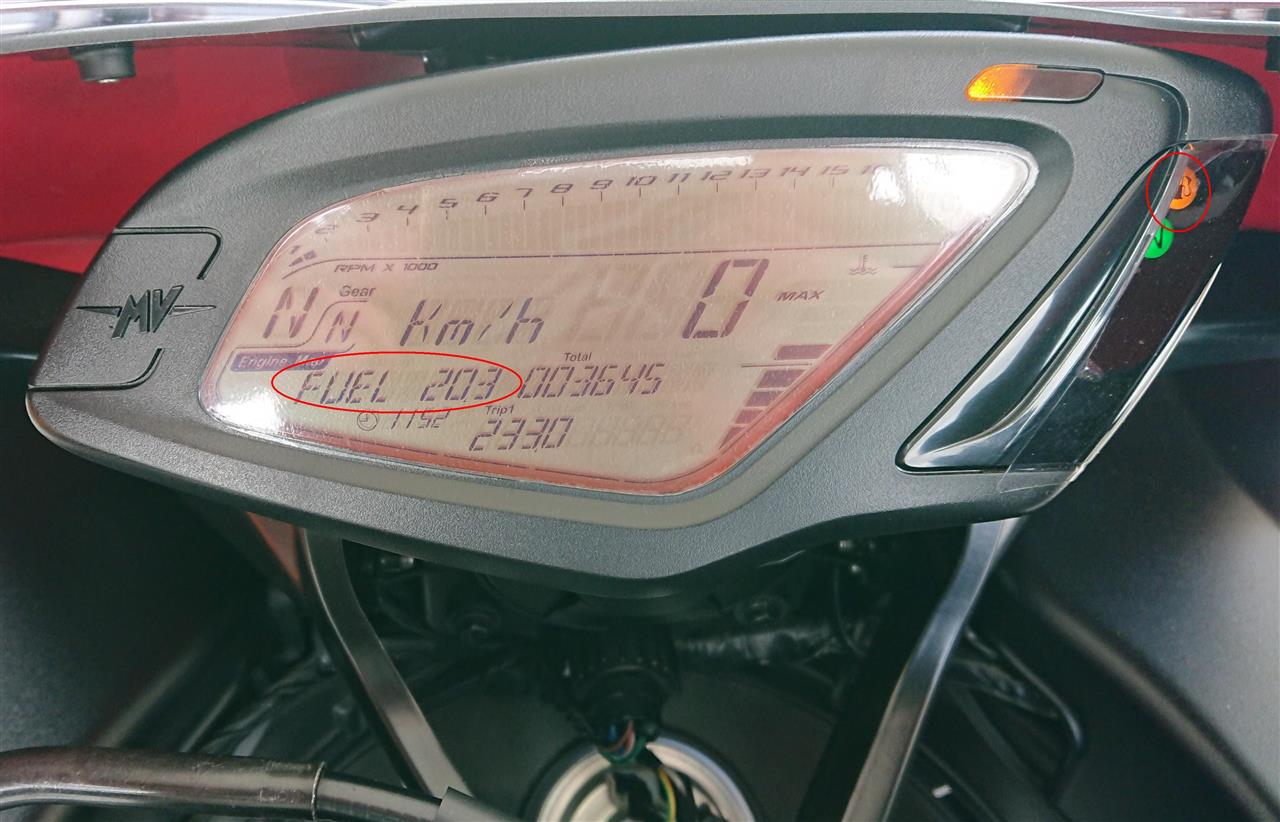 1 2 3 4 5 6 7 8 9 10 11 12 13 14 15
RPM X 1000
MV
N Gear N Km/h 0 MAX
Engine Map
Total
FUEL 20.3 003645
1152 Trip1
233.0